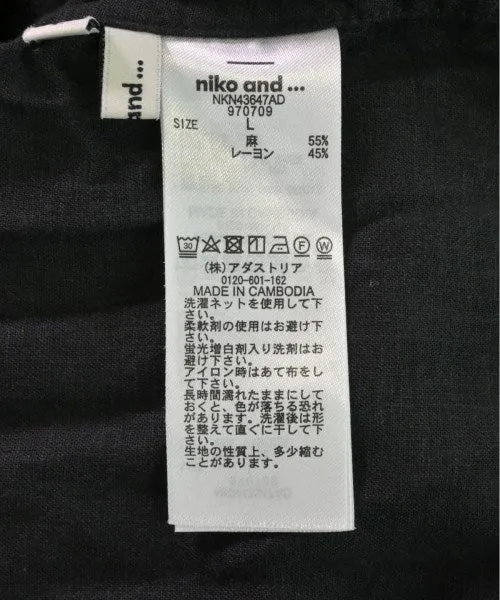 niko and ...
and ...
NKN43647AD
970709
SIZE L
麻 55%
レーヨン 45%
30
F
W
(株)アダストリア
0120-601-162
MADE IN CAMBODIA
洗濯ネットを使用して下
さい。
柔軟剤の使用はお避け下
さい。
蛍光増白剤入り洗剤はお
避け下さい。
アイロン時はあて布をし
て下さい。
長時間濡れたままにして
おくと、色が落ちる恐れ
があります。洗濯後は形
を整えて直ぐに干して下
さい。
生地の性質上、多少縮む
ことがあります。